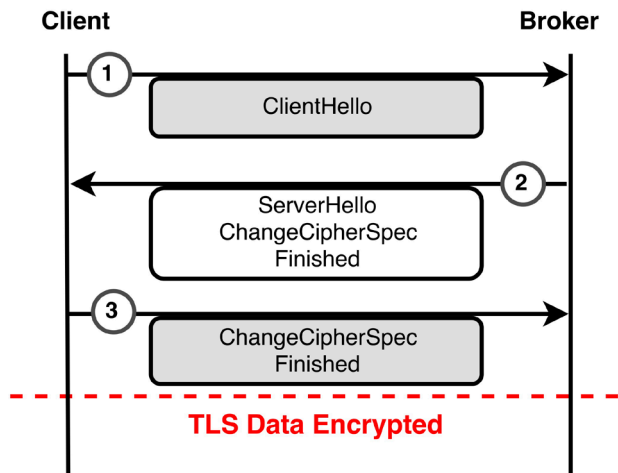 Client
Broker
1
ClientHello
2
ServerHello
ChangeCipherSpec
Finished
3
ChangeCipherSpec
Finished
TLS Data Encrypted